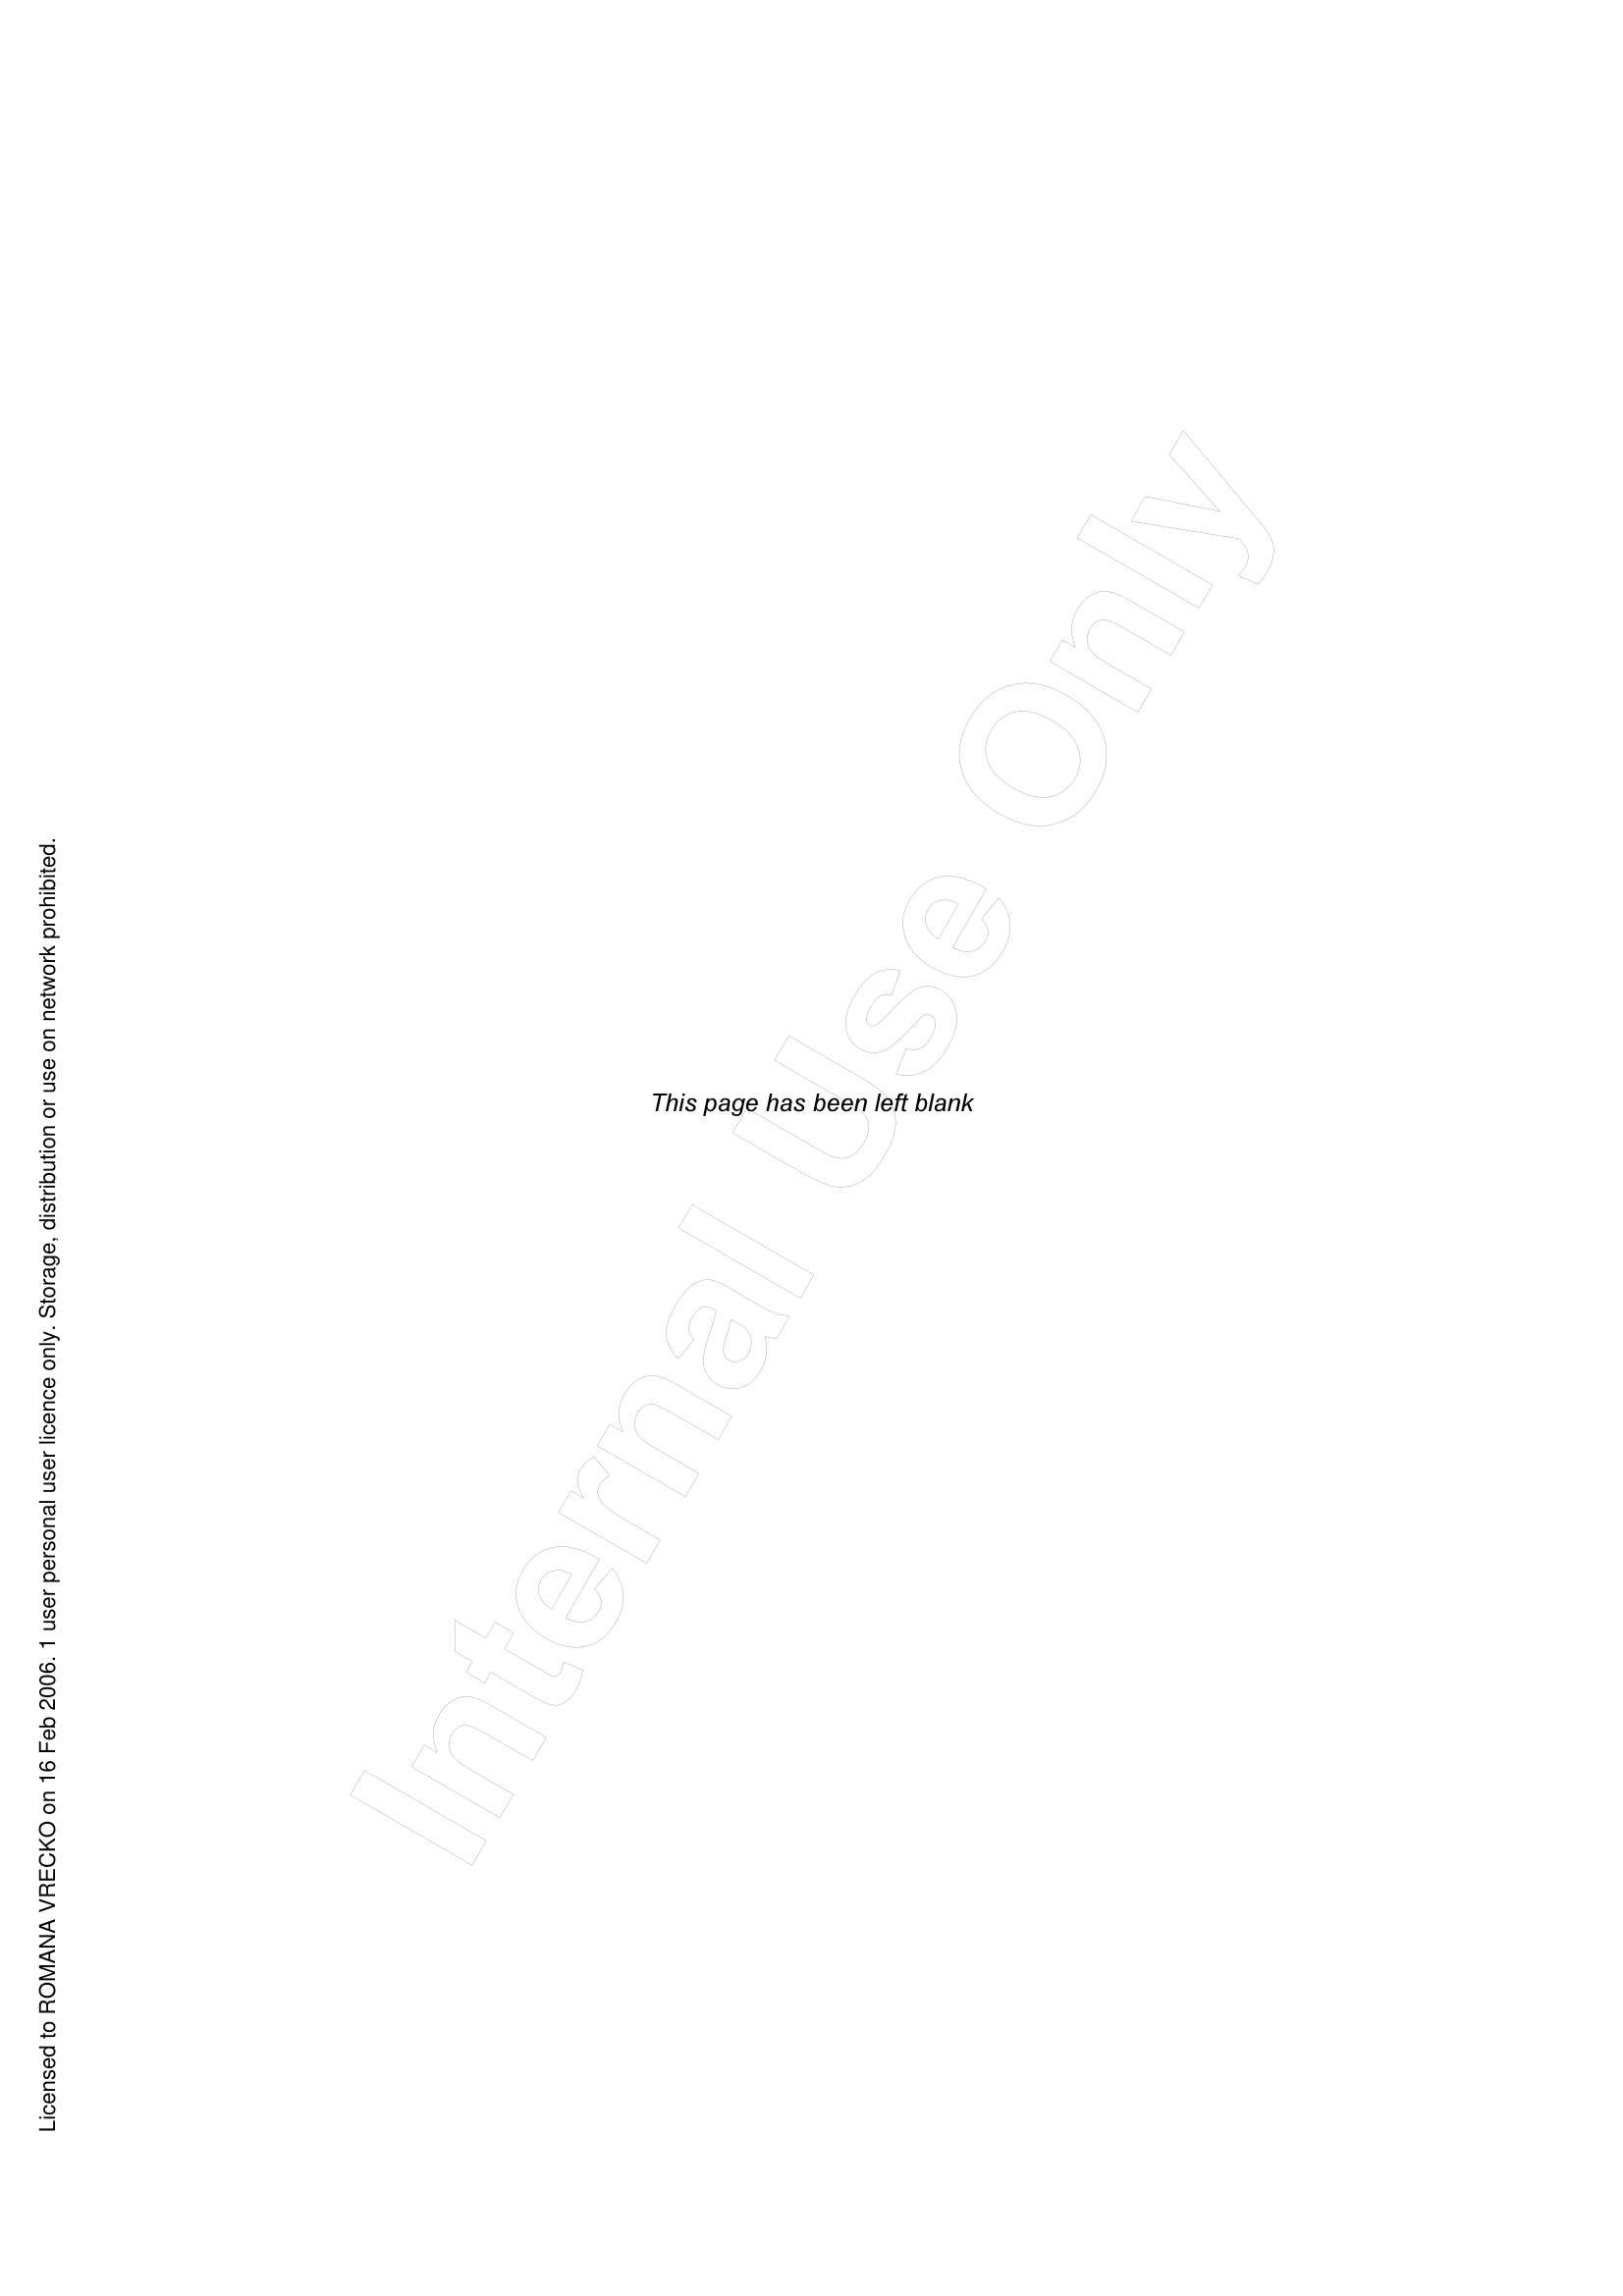 This page has been left blank
Internal Use Only
Licensed to ROMANA VRECKO on 16 Feb 2006. 1 user personal user licence only. Storage, distribution or use on network prohibited.